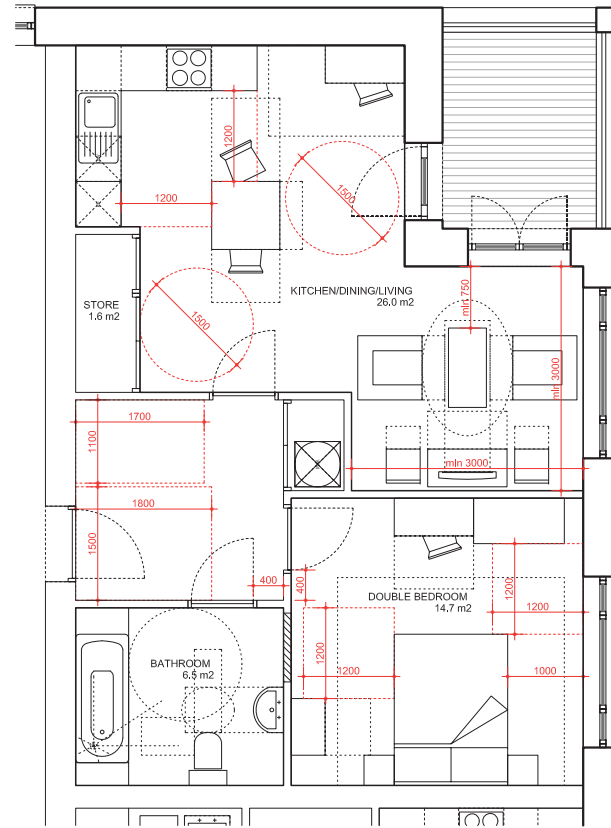 1200
1200
1500
KITCHEN/DINING/LIVING
26.0 m2
min 750
STORE
1.6 m2
1500
min 3000
1700
1100
min 3000
1800
1500
400
400
DOUBLE BEDROOM
14.7 m2
1200
1200
BATHROOM
6.5 m2
1200
1200
1000